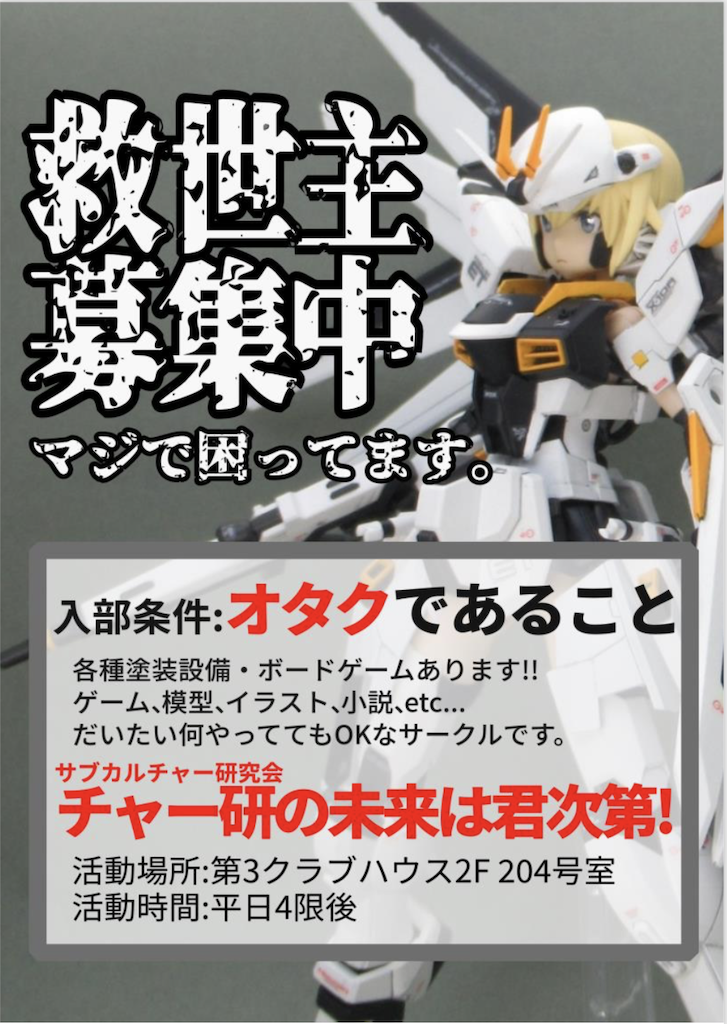 救世主
募集中
マジで困ってます。
入部条件:オタクであること
各種塗装設備・ボードゲームあります!!
ゲーム、模型、イラスト、小説、etc...
だいたい何やっててもOKなサークルです。
サブカルチャー研究会
チャー研の未来は君次第!
活動場所:第3クラブハウス2F 204号室
活動時間:平日4限後